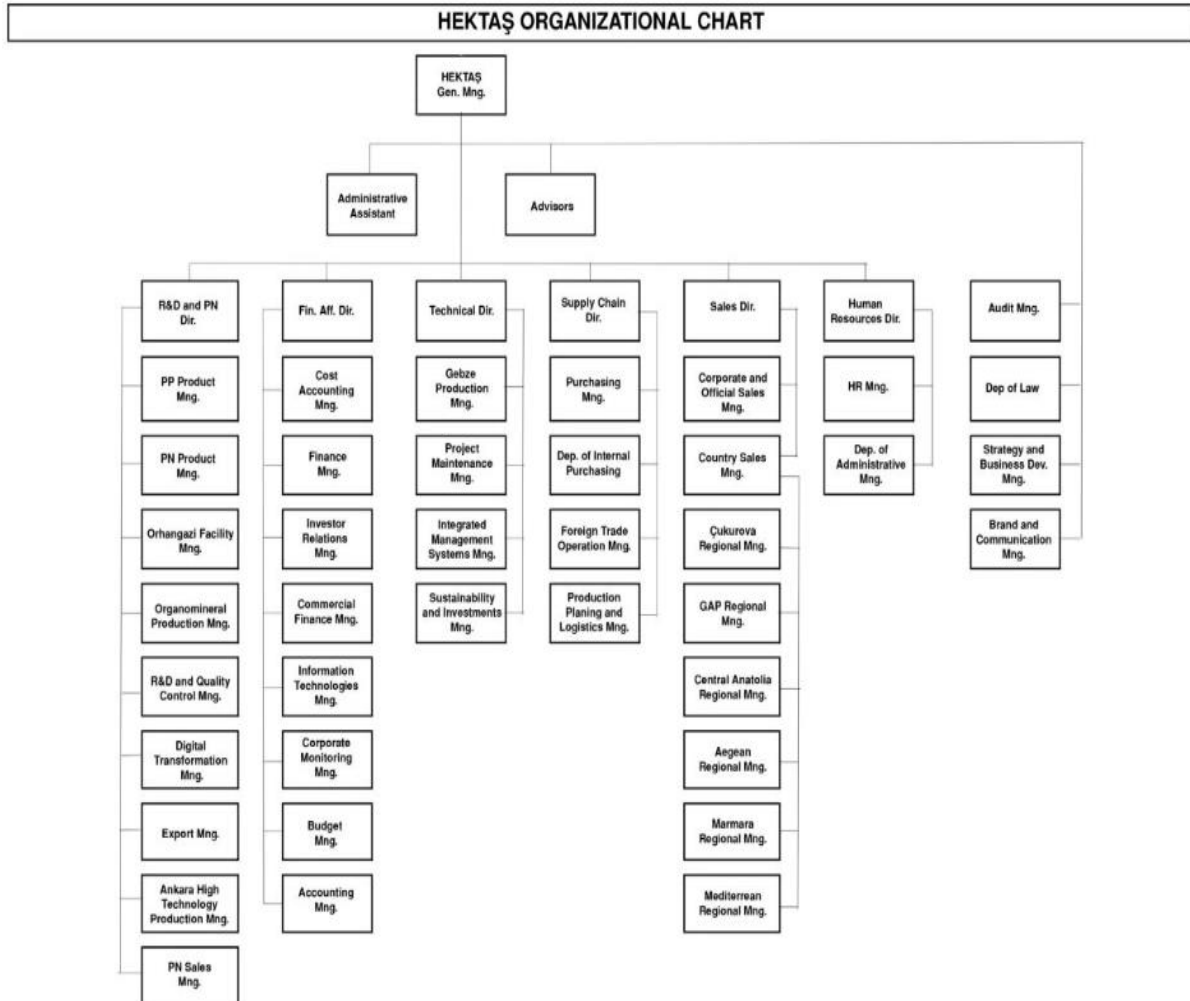 HEKTAŞ ORGANIZATIONAL CHART
HEKTAŞ
Gen. Mng.
Administrative
Assistant
Advisors
R&D and PN
Dir.
PP Product
Mng.
PN Product
Mng.
Orhangazi Facility
Mng.
Organomineral
Production Mng.
R&D and Quality
Control Mng.
Digital
Transformation
Mng.
Export Mng.
Ankara High
Technology
Production Mng.
PN Sales
Mng.
Fin. Aff. Dir.
Cost
Accounting
Mng.
Finance
Mng.
Investor
Relations
Mng.
Commercial
Finance Mng.
Information
Technologies
Mng.
Corporate
Monitoring
Mng.
Budget
Mng.
Accounting
Mng.
Technical Dir.
Gebze
Production
Mng.
Project
Maintenance
Mng.
Integrated
Management
Systems Mng.
Sustainability
and Investments
Mng.
Supply Chain
Dir.
Purchasing
Mng.
Dep. of Internal
Purchasing
Foreign Trade
Operation Mng.
Production
Planing and
Logistics Mng.
Sales Dir.
Corporate and
Official Sales
Mng.
Country Sales
Mng.
Çukurova
Regional Mng.
GAP Regional
Mng.
Central Anatolia
Regional Mng.
Aegean
Regional Mng.
Marmara
Regional Mng.
Mediterrean
Regional Mng.
Human
Resources Dir.
HR Mng.
Dep. of
Administrative
Mng.
Audit Mng.
Dep of Law
Strategy and
Business Dev.
Mng.
Brand and
Communication
Mng.